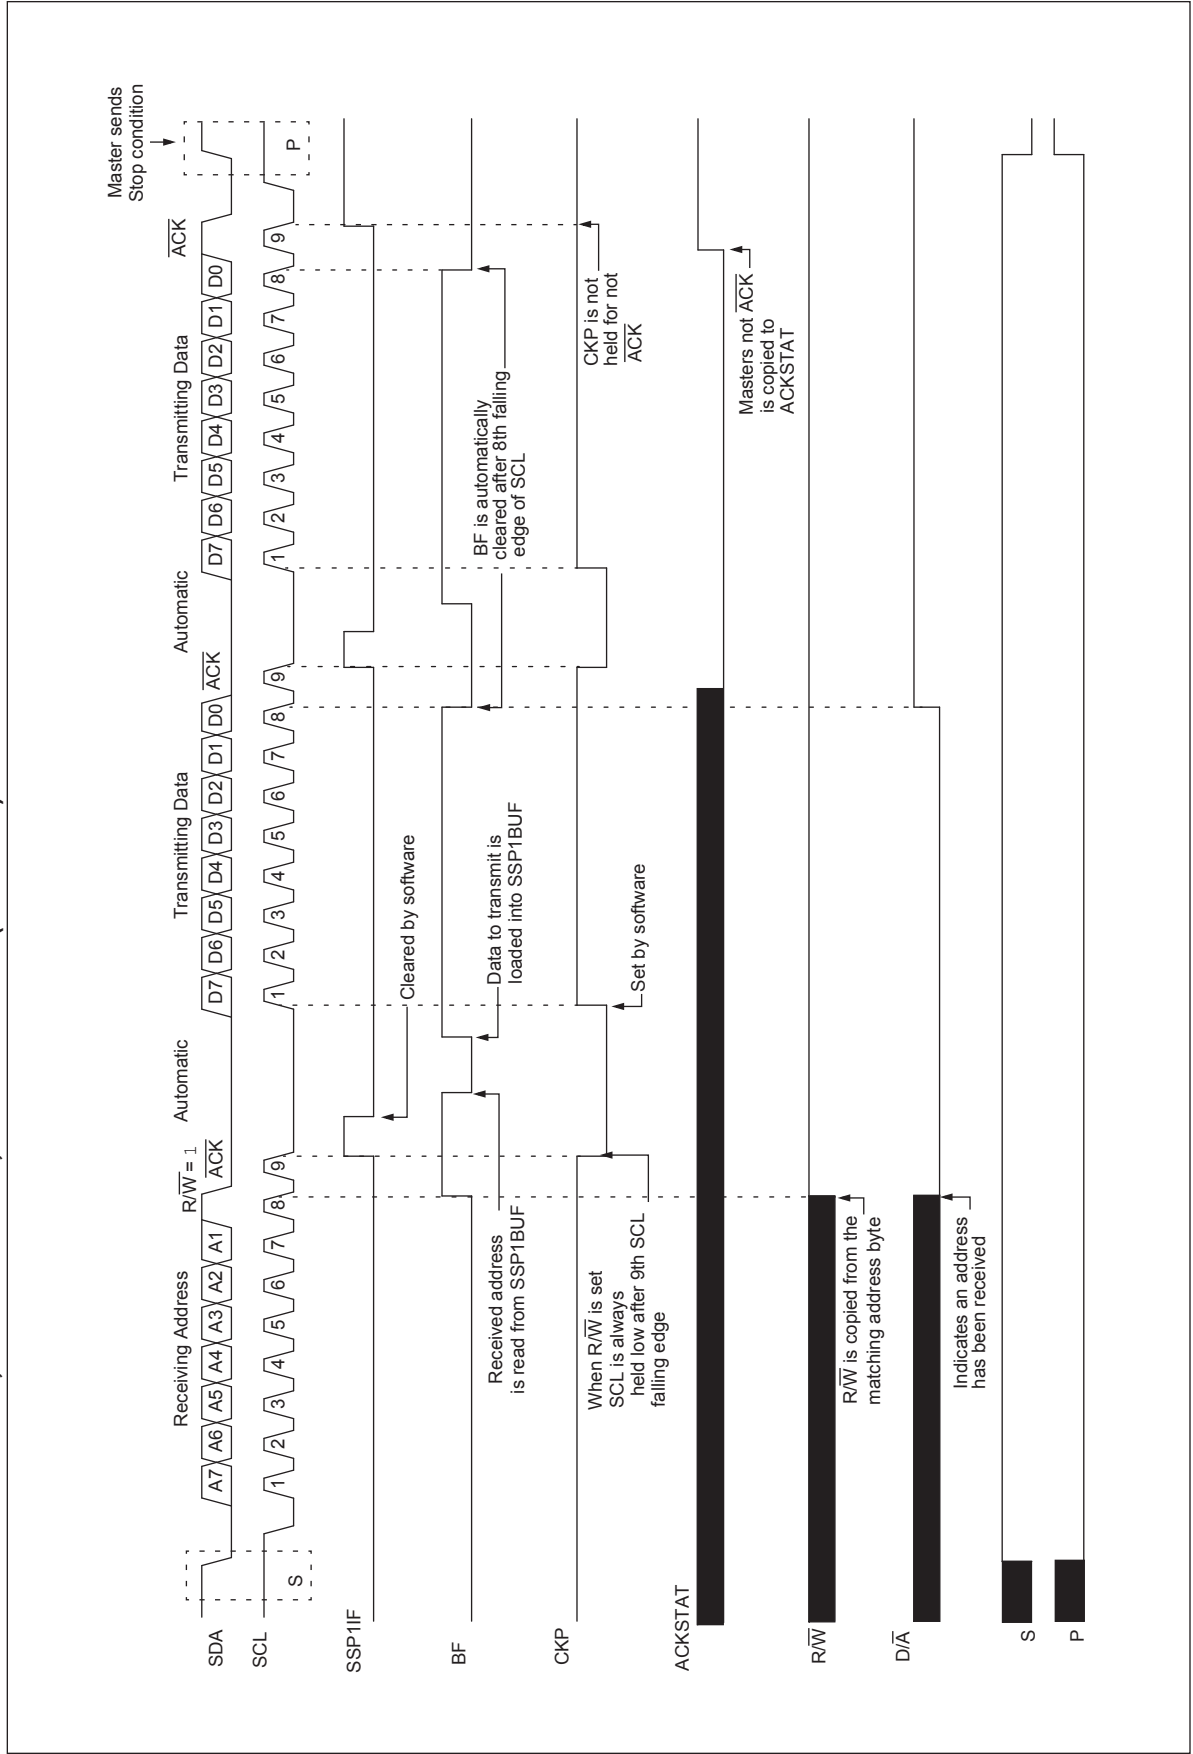 Master sends
Stop condition
Receiving Address
R/W = 1
ACK
Automatic
Transmitting Data
ACK
Automatic
Transmitting Data
ACK
SDA
A7 A6 A5 A4 A3 A2 A1
D7 D6 D5 D4 D3 D2 D1 D0
D7 D6 D5 D4 D3 D2 D1 D0
SCL
S
1 2 3 4 5 6 7 8 9
1 2 3 4 5 6 7 8 9
1 2 3 4 5 6 7 8 9
P
SSP1IF
Cleared by software
BF
Received address
is read from SSP1BUF
Data to transmit is
loaded into SSP1BUF
BF is automatically
cleared after 8th falling
edge of SCL
CKP
When R/W is set
SCL is always
held low after 9th SCL
falling edge
Set by software
CKP is not
held for not
ACK
ACKSTAT
Masters not ACK
is copied to
ACKSTAT
R/W
R/W is copied from the
matching address byte
D/A
Indicates an address
has been received
S
P